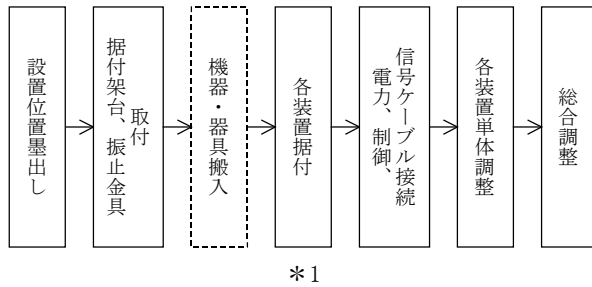 設置位置墨出し
据付架台、振止金具
取付
機器・器具搬入
各装置据付
電力、制御、
信号ケーブル接続
各装置単体調整
総合調整
＊1